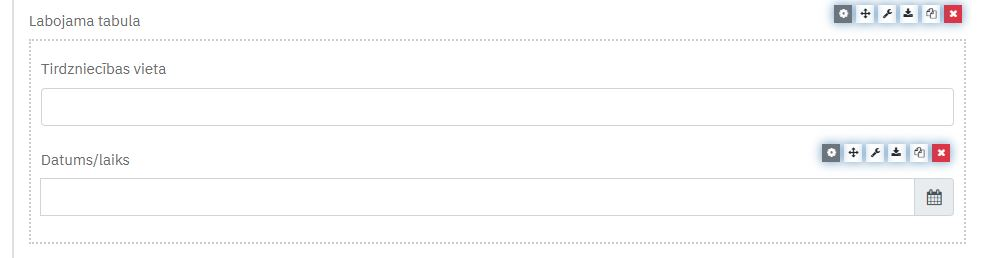 Labojama tabula
Tirdzniecības vieta
Datums/laiks